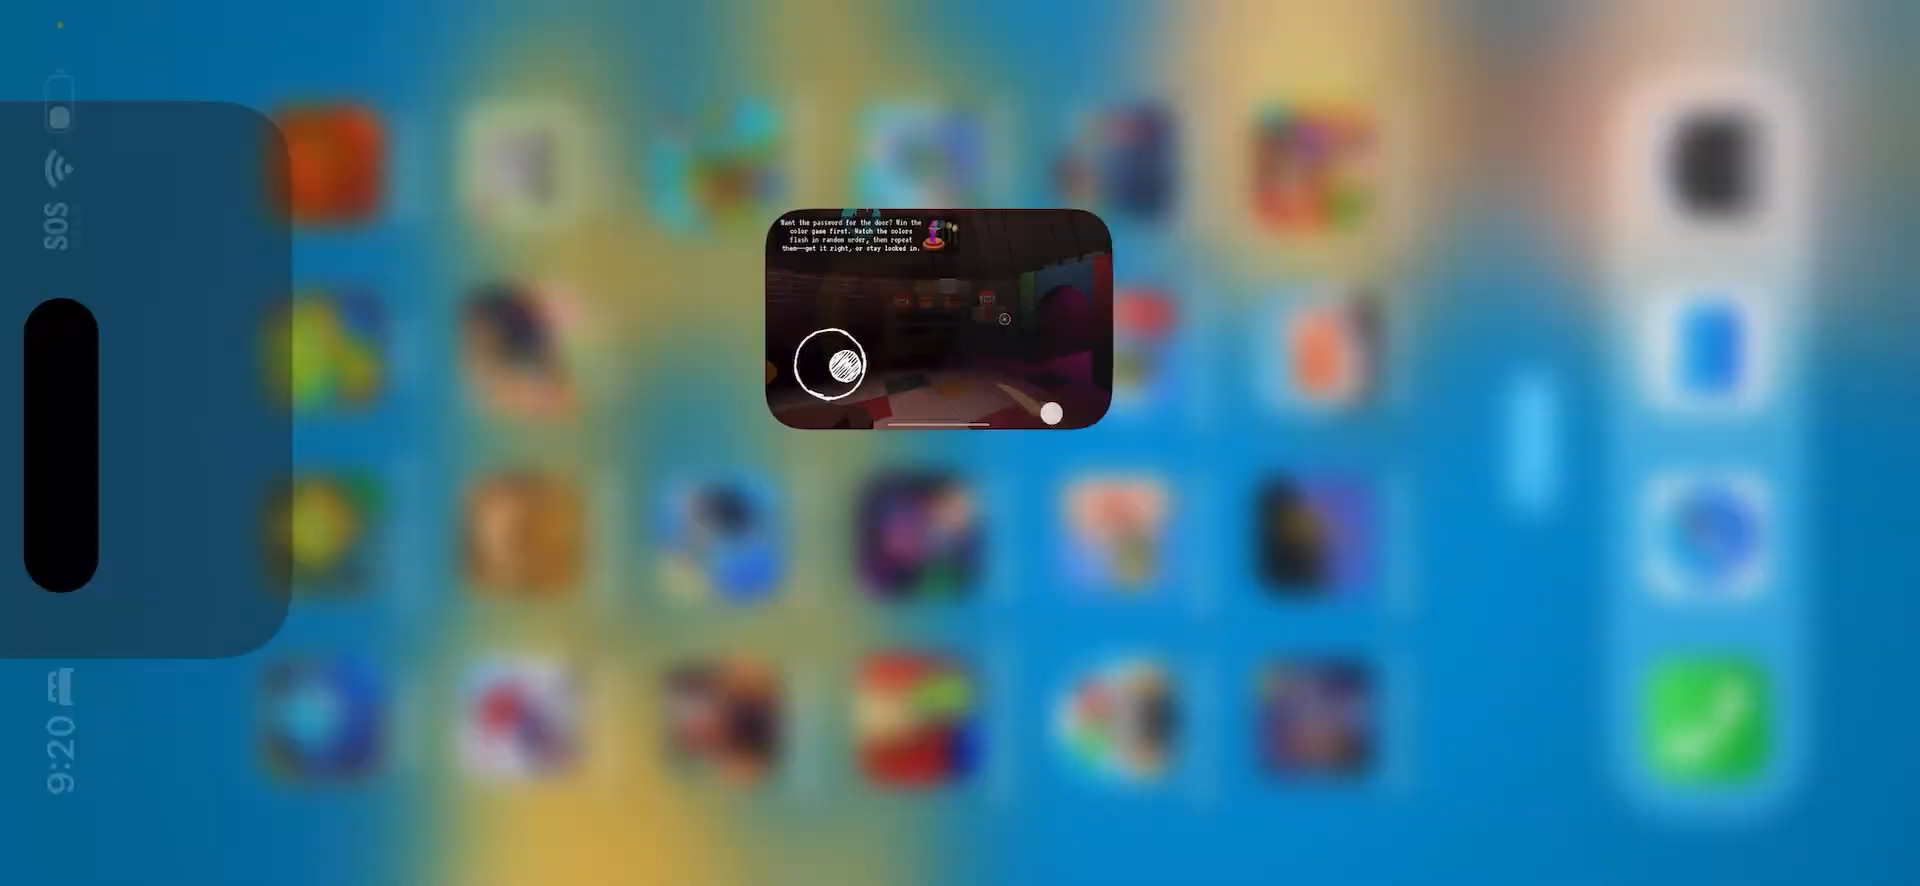 Want the password for the door? Win the
color game first. Watch the colors
flash in random order, then repeat
them—get it right, or stay locked in.
SOS
9:20